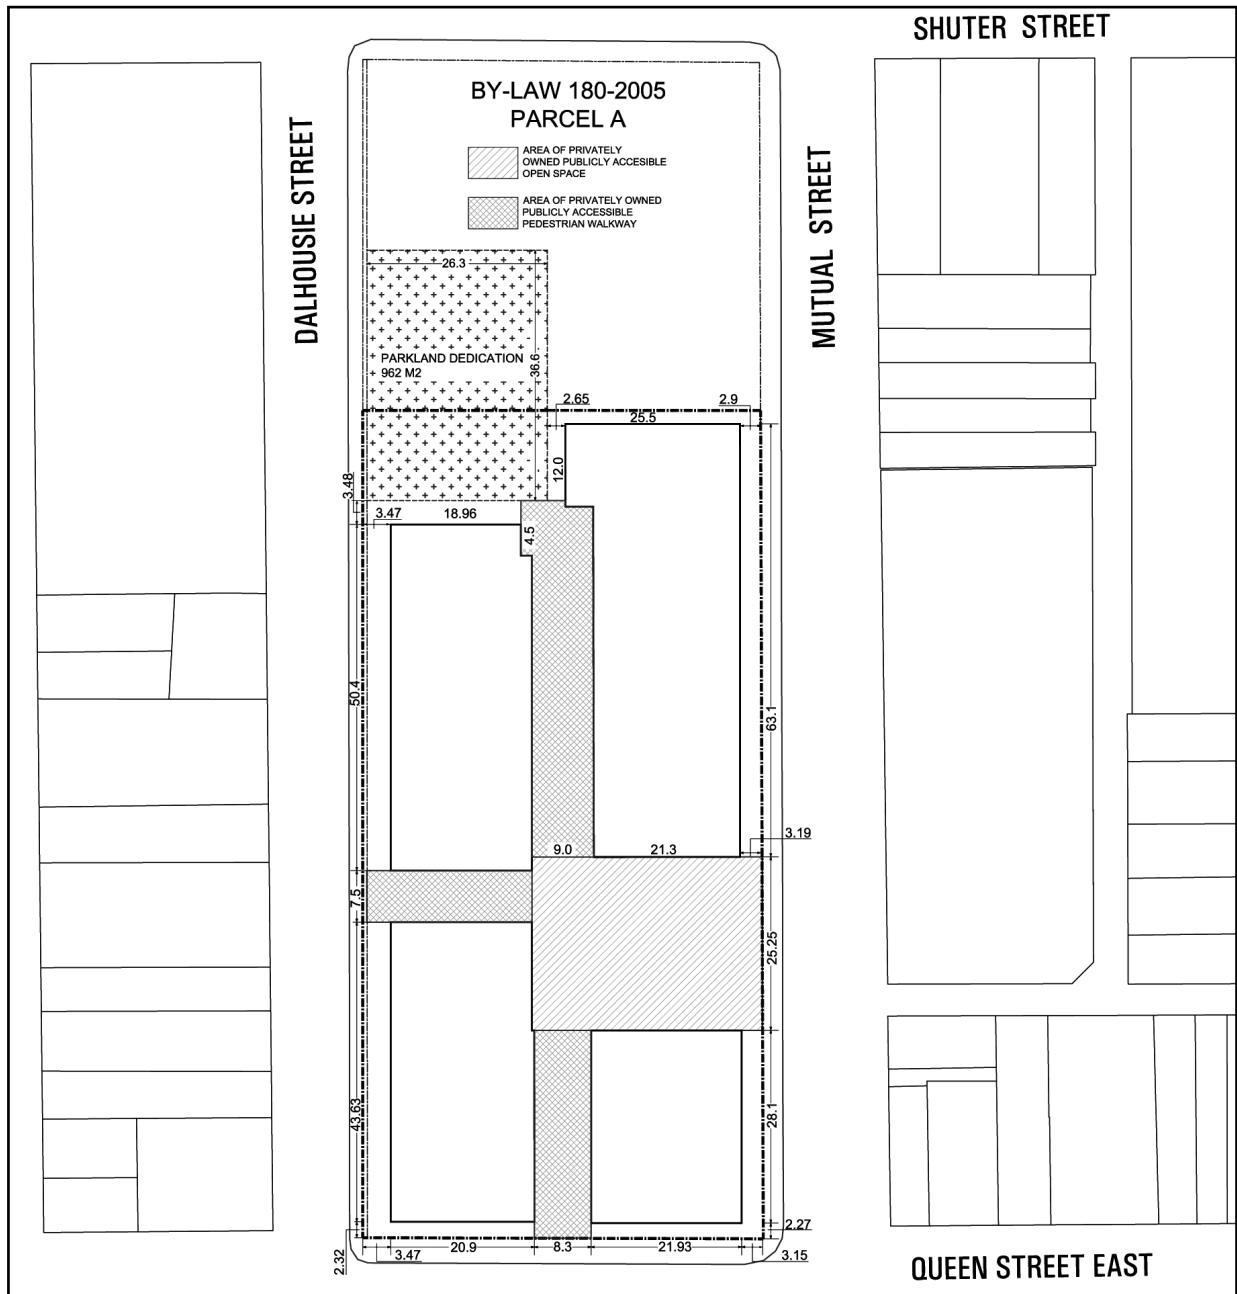 SHUTER STREET
BY-LAW 180-2005
PARCEL A
AREA OF PRIVATELY
OWNED PUBLICLY ACCESIBLE
OPEN SPACE
AREA OF PRIVATELY OWNED
PUBLICLY ACCESSIBLE
PEDESTRIAN WALKWAY
DALHOUSIE STREET
MUTUAL STREET
26.3
36.6
PARKLAND DEDICATION
962 M2
2.65
2.9
25.5
12.0
3.48
3.47
18.96
4.5
50.4
63.1
3.19
9.0
21.3
7.5
25.25
43.63
28.1
2.27
2.32
3.47
20.9
8.3
21.93
3.15
QUEEN STREET EAST